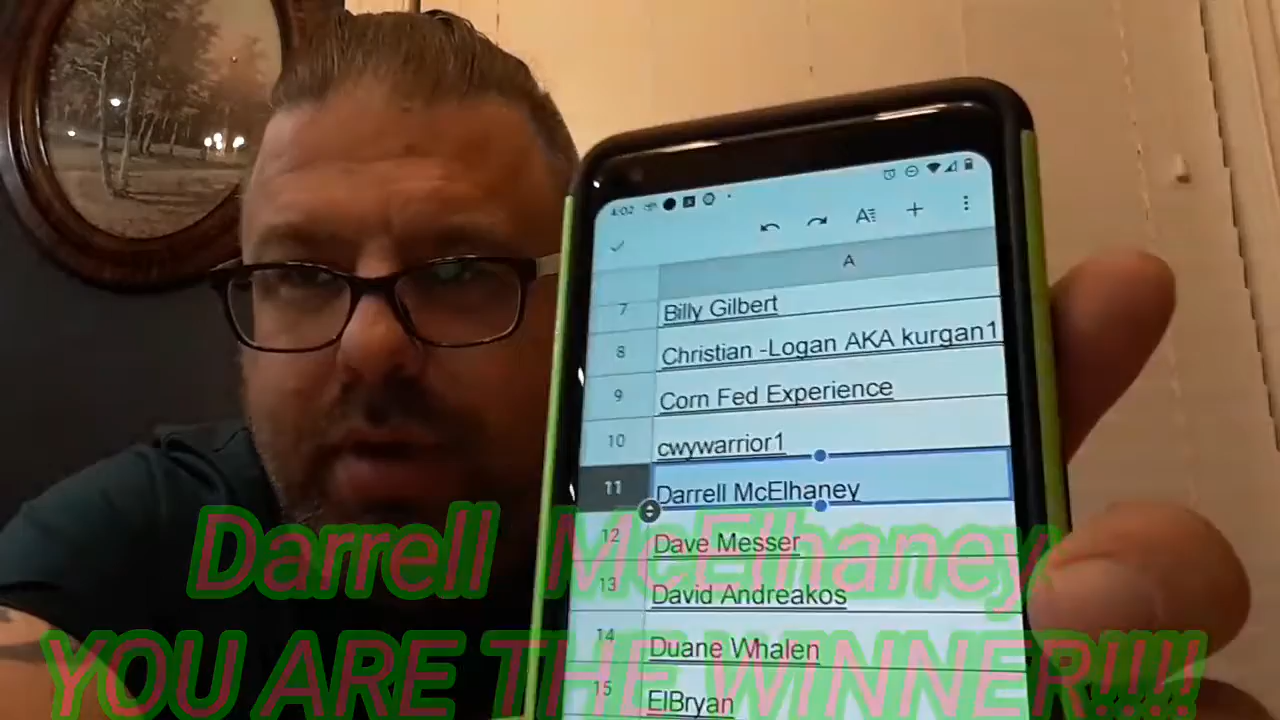 4:02
A
7 Billy Gilbert
8 Christian -Logan AKA kurgan1
9 Corn Fed Experience
10 cwywarrior1
11 Darrell McElhaney
12 Dave Messer
13 David Andreakos
14 Duane Whalen
15 ElBryan
Darrell McElhaney
YOU ARE THE WINNER!!!!